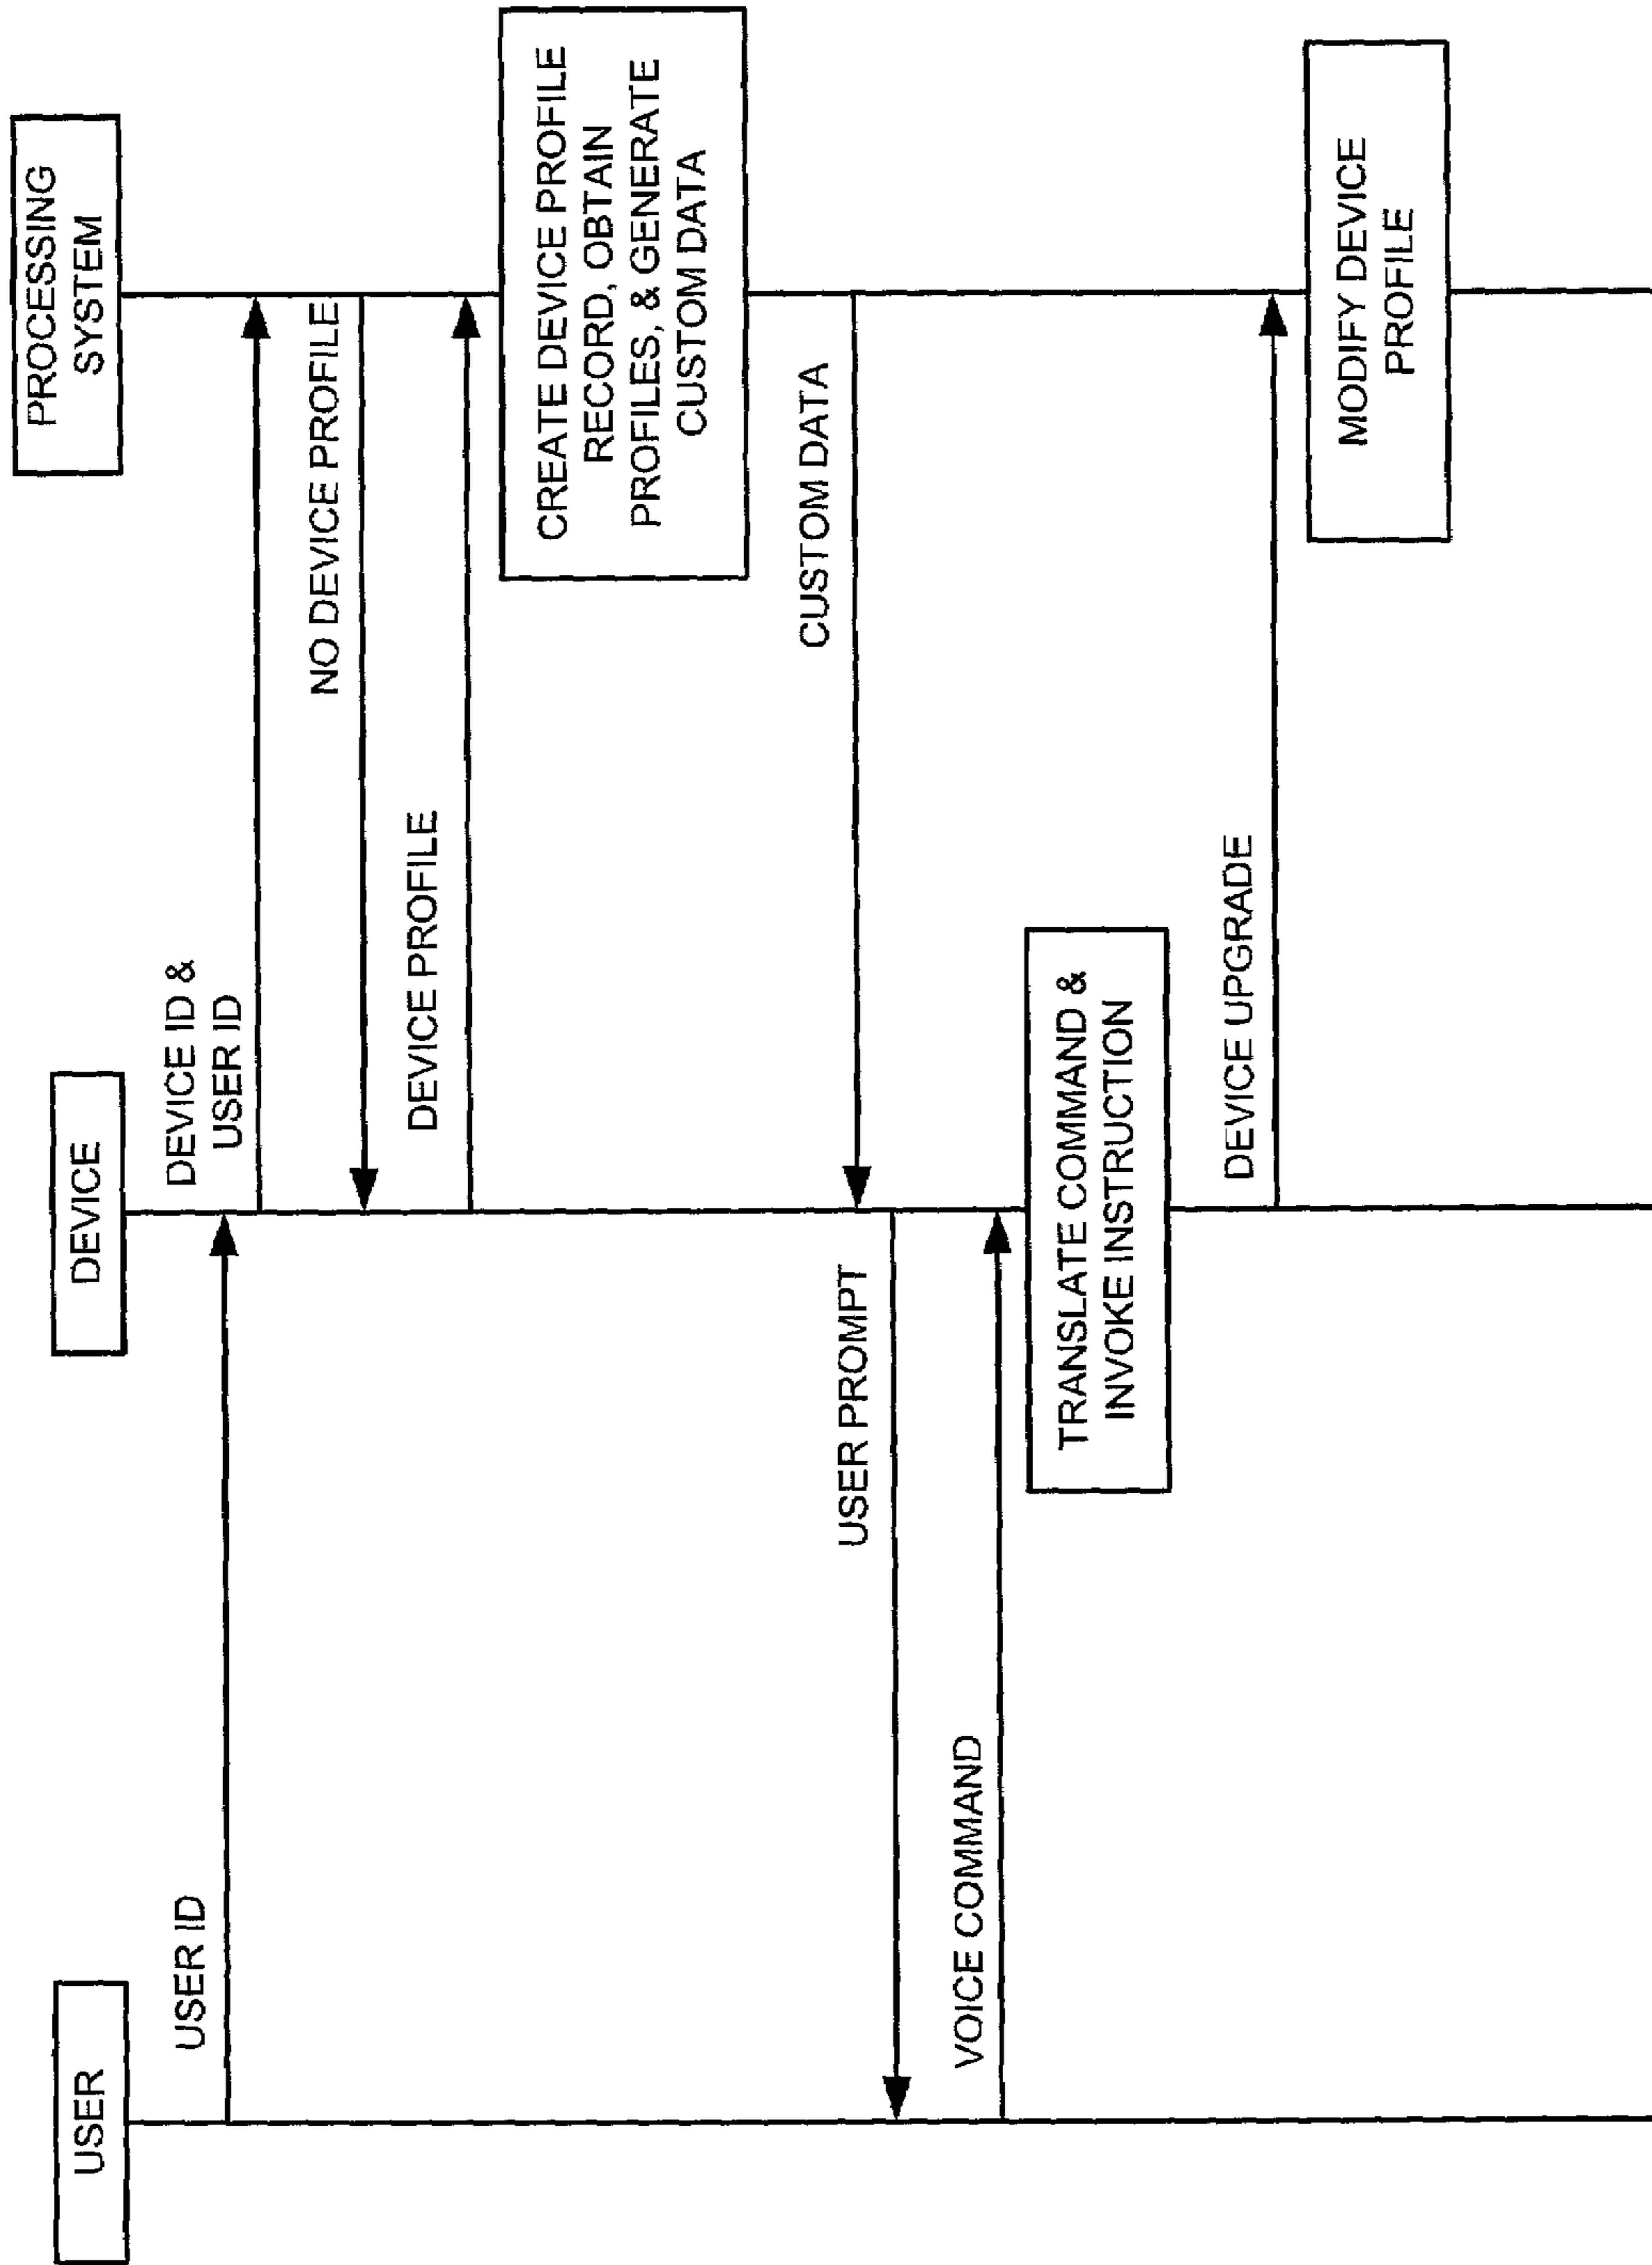 USER
DEVICE
PROCESSING
SYSTEM
USER ID
DEVICE ID &
USER ID
NO DEVICE PROFILE
DEVICE PROFILE
CREATE DEVICE PROFILE
RECORD, OBTAIN
PROFILES, & GENERATE
CUSTOM DATA
CUSTOM DATA
USER PROMPT
VOICE COMMAND
TRANSLATE COMMAND &
INVOKE INSTRUCTION
DEVICE UPGRADE
MODIFY DEVICE
PROFILE